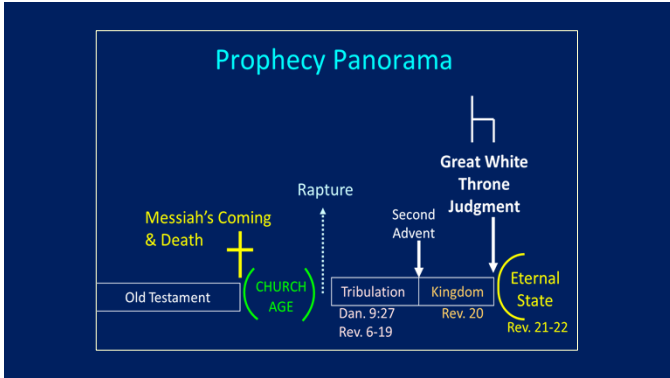 Prophecy Panorama
Great White
Throne
Judgment
Rapture
Messiah's Coming
& Death
Second
Advent
Old Testament
CHURCH
AGE
Tribulation
Kingdom
Eternal
State
Dan. 9:27
Rev. 6-19
Rev. 20
Rev. 21-22